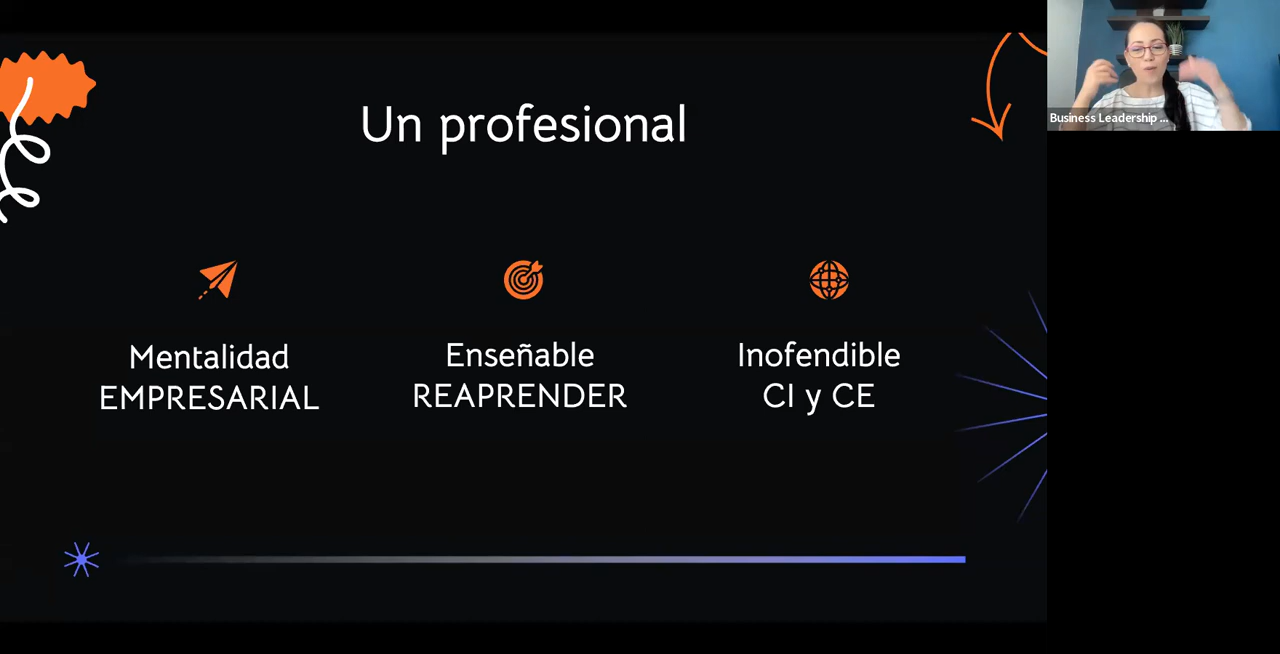 Un profesional
Mentalidad
EMPRESARIAL
Enseñable
REAPRENDER
Inofendible
CI y CE
Business Leadership ...